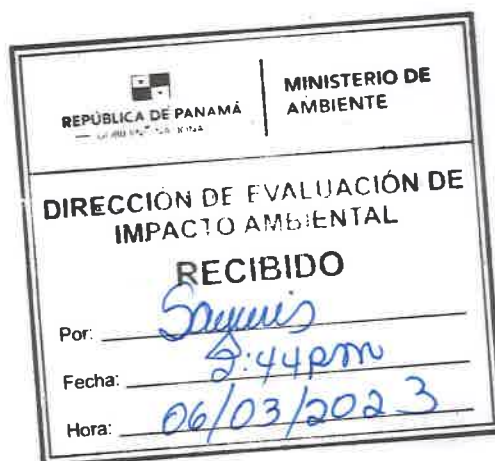 REPÚBLICA DE PANAMÁ
MINISTERIO DE
AMBIENTE
DIRECCIÓN DE EVALUACIÓN DE
IMPACTO AMBIENTAL
RECIBIDO
Por: Sayuris
Fecha: 2:44pm
Hora: 06/03/2023